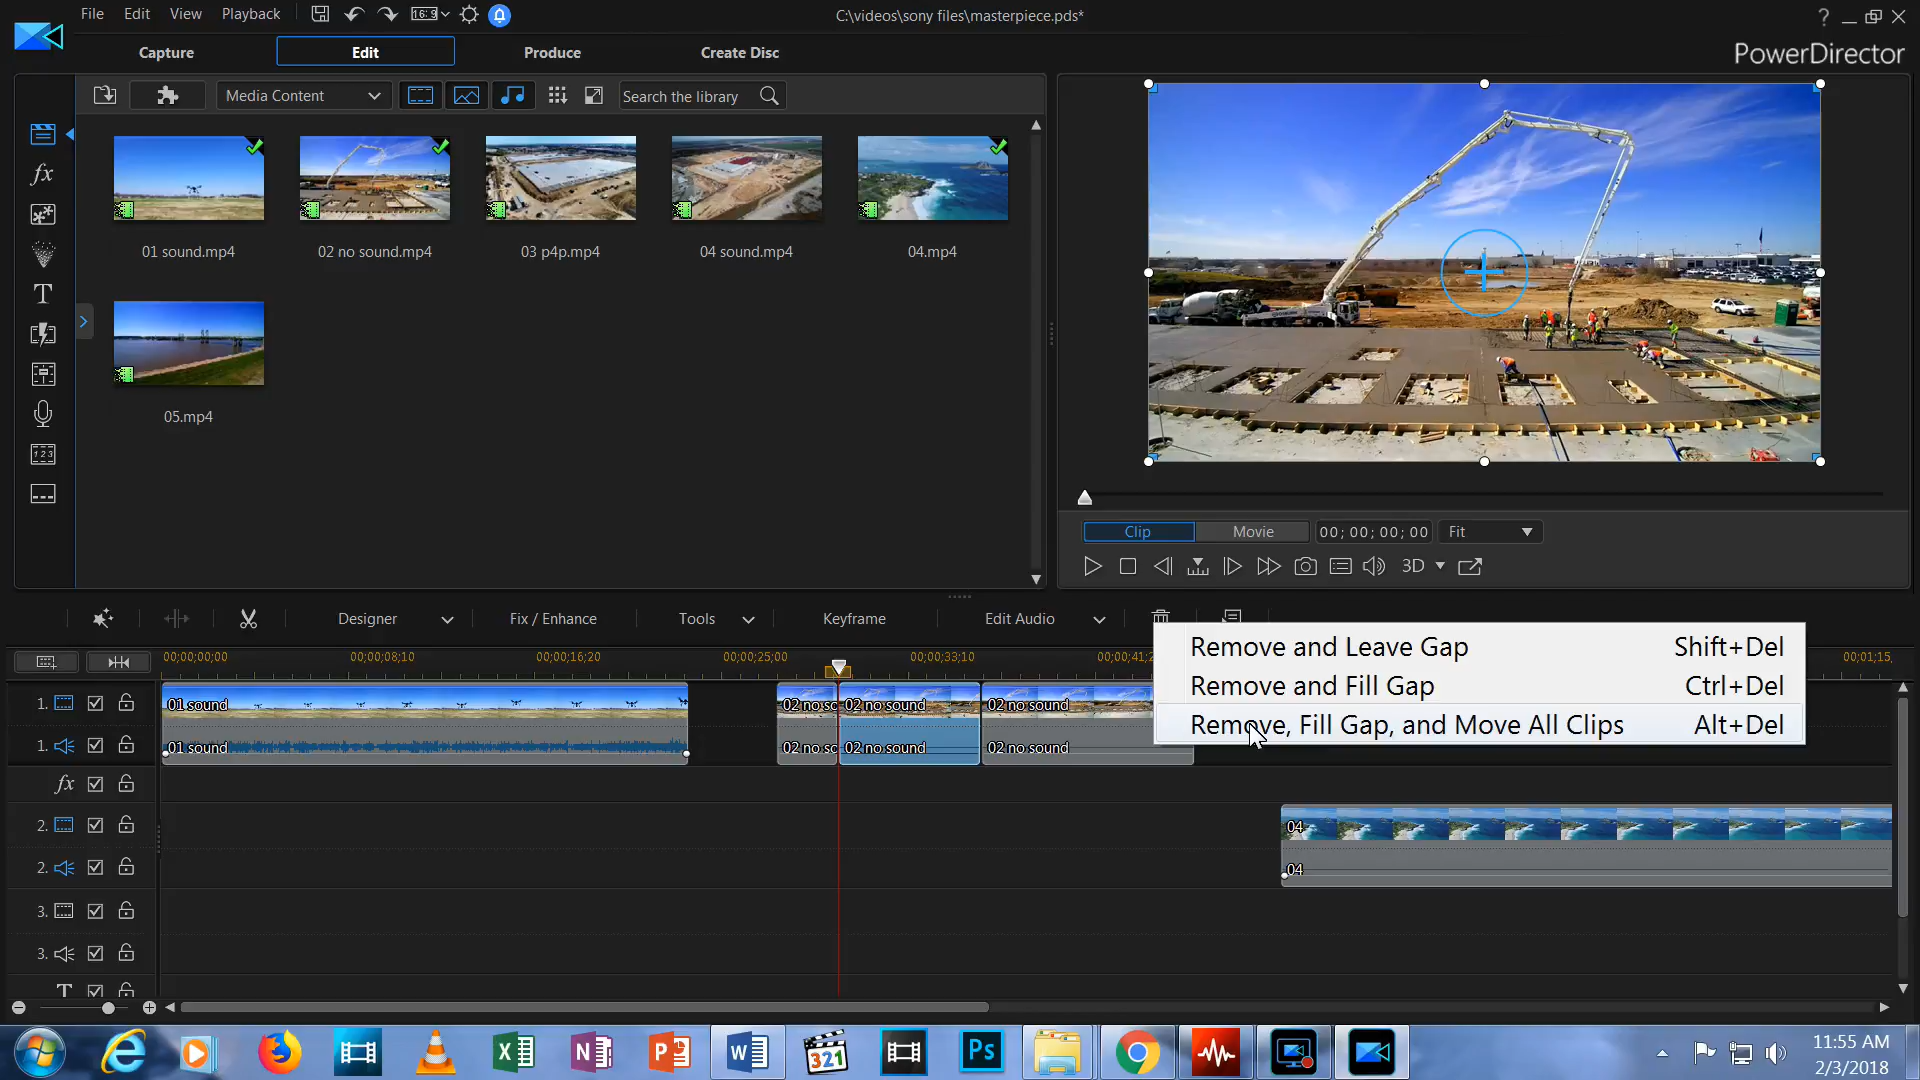 File Edit View Playback 16:9 C:\videos\sony files\masterpiece.pds* ?
Capture Edit Produce Create Disc PowerDirector
Media Content Search the library
fx
T
01 sound.mp4 02 no sound.mp4 03 p4p.mp4 04 sound.mp4 04.mp4
05.mp4
Clip Movie 00; 00; 00; 00 Fit
3D
Designer Fix / Enhance Tools Keyframe Edit Audio
00;00;00;00 00;00;08;10 00;00;16;20 00;00;25;00 00;00;33;10 00;00;41;2 00;01;15,
Remove and Leave Gap Shift+Del
Remove and Fill Gap Ctrl+Del
Remove, Fill Gap, and Move All Clips Alt+Del
1. 01 sound 02 no so 02 no sound 02 no sound
1. 01 sound 02 no so 02 no sound 02 no sound
fx
2. 04
2. 04
3.
3.
T
321 Ps
11:55 AM
2/3/2018